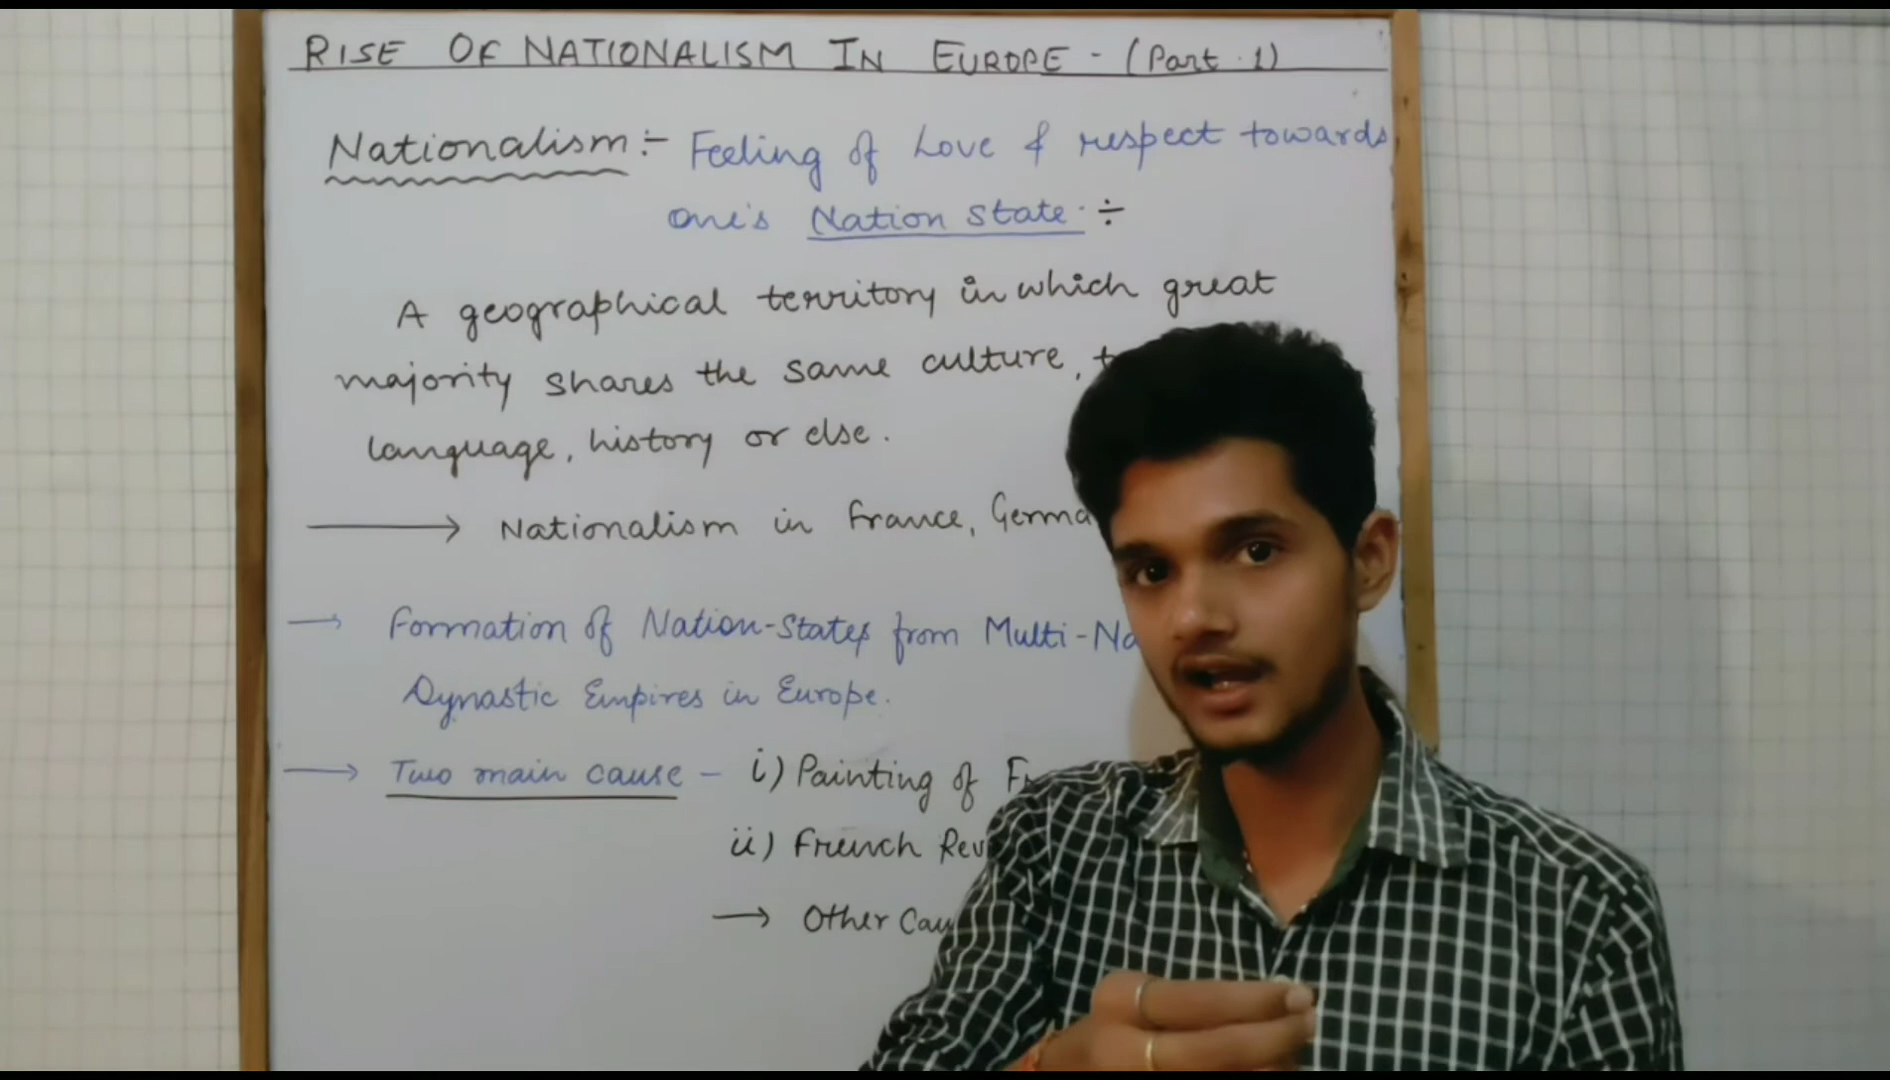 RISE OF NATIONALISM IN EUROPE - (Part 1)
Nationalism :- Feeling of Love & respect towards
one's Nation State ÷
A geographical territory in which great
majority shares the same culture,
language, history or else.
→ Nationalism in France,
→ Formation of Nation-States from Multi-
Dynastic Empires in Europe.
→ Two main cause - i) Painting of
ii) French
→ Other